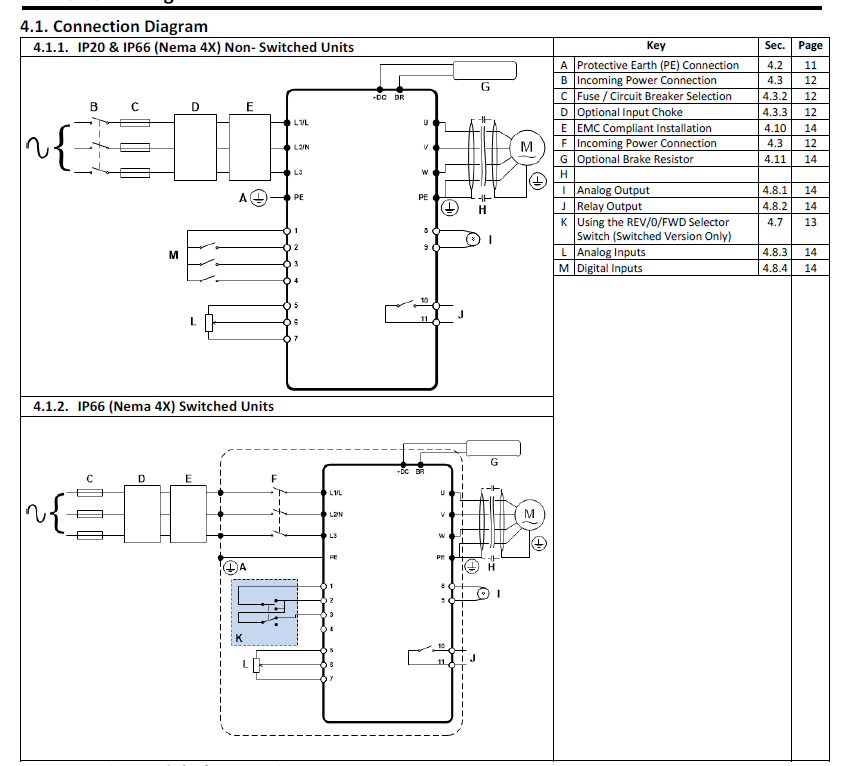 4.1. Connection Diagram
4.1.1. IP20 & IP66 (Nema 4X) Non- Switched Units
Key Sec. Page
A Protective Earth (PE) Connection 4.2 11
B Incoming Power Connection 4.3 12
C Fuse / Circuit Breaker Selection 4.3.2 12
D Optional Input Choke 4.3.3 12
E EMC Compliant Installation 4.10 14
F Incoming Power Connection 4.3 12
G Optional Brake Resistor 4.11 14
H
I Analog Output 4.8.1 14
J Relay Output 4.8.2 14
K Using the REV/0/FWD Selector 4.7 13
Switch (Switched Version Only)
L Analog Inputs 4.8.3 14
M Digital Inputs 4.8.4 14
G
+DC BR
B C D E
L1/L U
L2/N V M
L3 W
A PE PE
H
1 8
I
2 9
M
3
4
5 10
J
L 6 11
7
4.1.2. IP66 (Nema 4X) Switched Units
G
+DC BR
C D E F
L1/L U
L2/N V M
L3 W
PE PE
A H
1 8
I
2 9
3
4
K
5 10
L 6 11 J
7